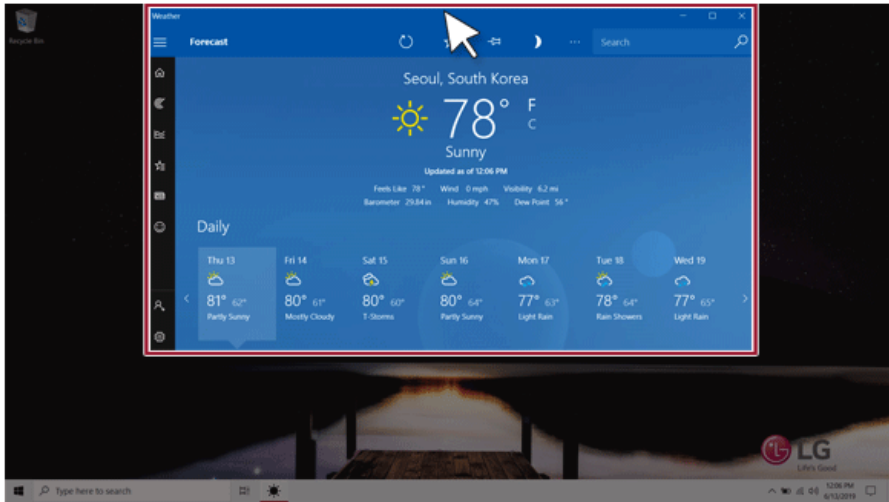 Recycle Bin
Weather
Forecast
Search
Seoul, South Korea
78° F
C
Sunny
Updated as of 12:06 PM
Feels Like 78° Wind 0 mph Visibility 6.2 mi
Barometer 29.84 in Humidity 47% Dew Point 56°
Daily
Thu 13 Fri 14 Sat 15 Sun 16 Mon 17 Tue 18 Wed 19
81° 62° 80° 61° 80° 60° 80° 64° 77° 63° 78° 64° 77° 65°
Partly Sunny Mostly Cloudy T-Storms Partly Sunny Light Rain Rain Showers Light Rain
LG
Life's Good
Type here to search
12:06 PM
6/13/2019